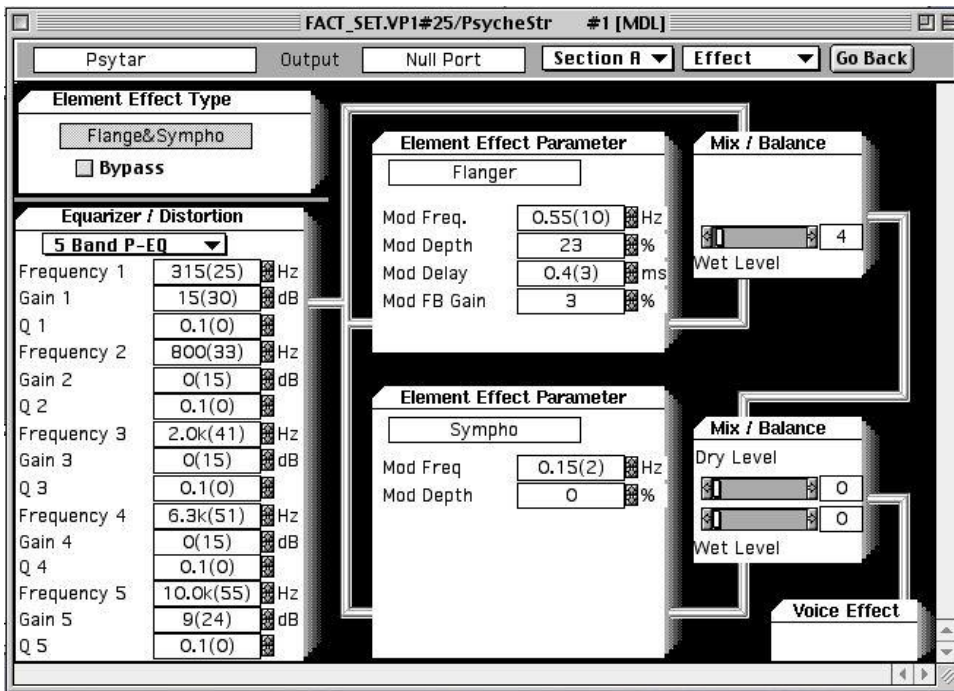 FACT_SET.VP1#25/PsycheStr #1 [MDL]
Psytar Output Null Port Section A Effect Go Back
Element Effect Type
Flange&Sympho
Bypass
Equarizer / Distortion
5 Band P-EQ
Frequency 1 315(25) Hz
Gain 1 15(30) dB
Q 1 0.1(0)
Frequency 2 800(33) Hz
Gain 2 0(15) dB
Q 2 0.1(0)
Frequency 3 2.0k(41) Hz
Gain 3 0(15) dB
Q 3 0.1(0)
Frequency 4 6.3k(51) Hz
Gain 4 0(15) dB
Q 4 0.1(0)
Frequency 5 10.0k(55) Hz
Gain 5 9(24) dB
Q 5 0.1(0)
Element Effect Parameter
Flanger
Mod Freq. 0.55(10) Hz
Mod Depth 23 %
Mod Delay 0.4(3) ms
Mod FB Gain 3 %
Mix / Balance
4
Wet Level
Element Effect Parameter
Sympho
Mod Freq 0.15(2) Hz
Mod Depth 0 %
Mix / Balance
Dry Level
0
0
Wet Level
Voice Effect